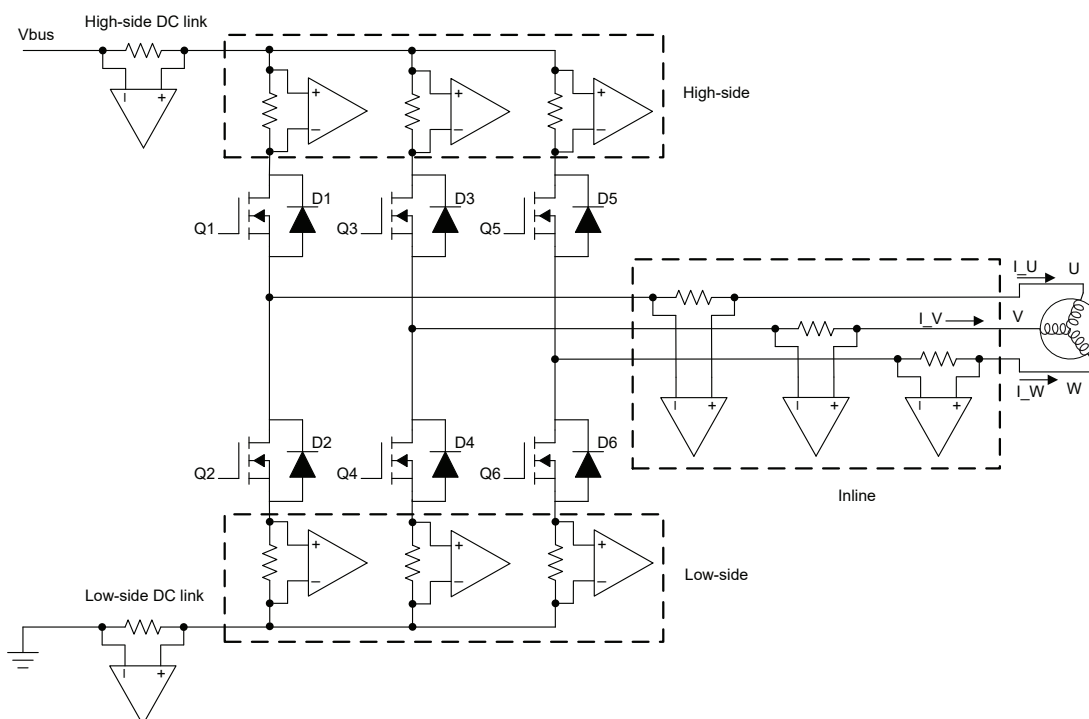 High-side DC link
Vbus
High-side
+
−
+
−
+
−
−
+
Q1
D1
Q3
D3
Q5
D5
I_U
U
I_V
V
I_W
W
−
+
−
+
−
+
Q2
D2
Q4
D4
Q6
D6
Inline
+
−
+
−
+
−
Low-side
Low-side DC link
−
+